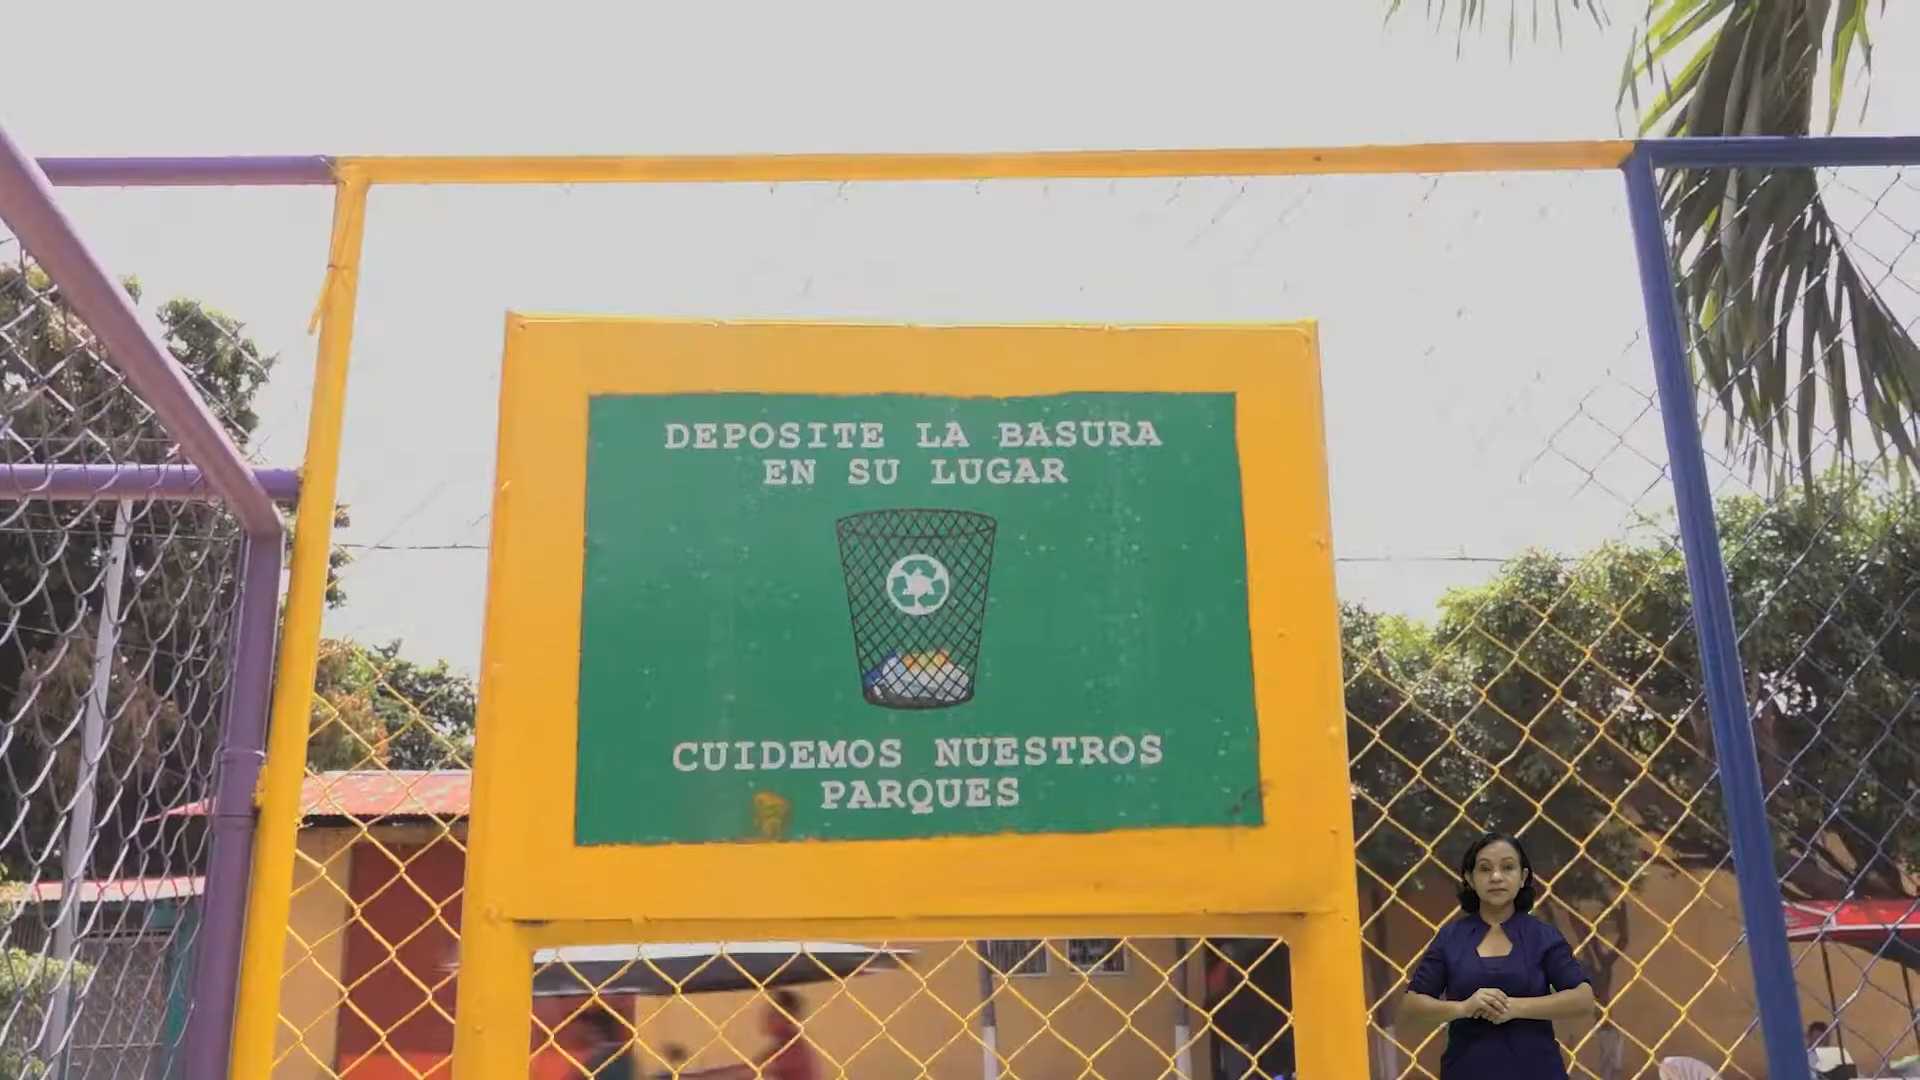 DEPOSITE LA BASURA
EN SU LUGAR
CUIDEMOS NUESTROS
PARQUES